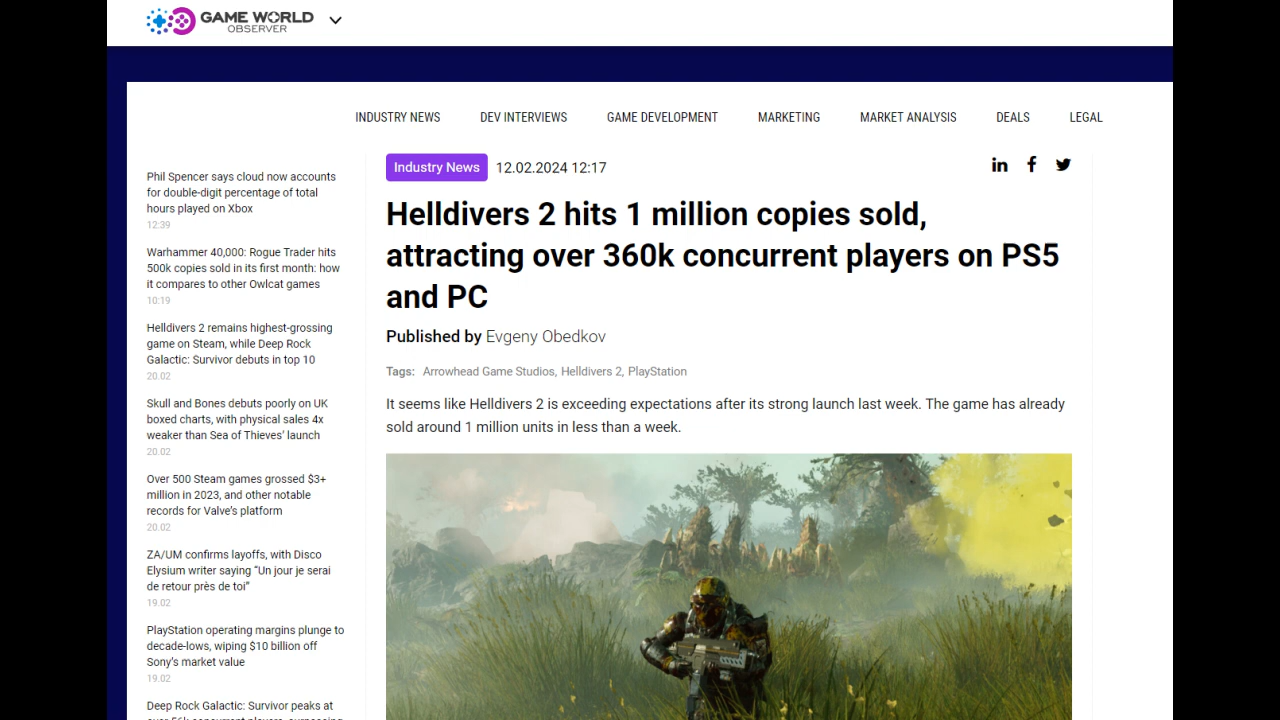 GAME WORLD
OBSERVER
INDUSTRY NEWS
DEV INTERVIEWS
GAME DEVELOPMENT
MARKETING
MARKET ANALYSIS
DEALS
LEGAL
Phil Spencer says cloud now accounts
for double-digit percentage of total
hours played on Xbox
12:39
Warhammer 40,000: Rogue Trader hits
500k copies sold in its first month: how
it compares to other Owlcat games
10:19
Helldivers 2 remains highest-grossing
game on Steam, while Deep Rock
Galactic: Survivor debuts in top 10
20.02
Skull and Bones debuts poorly on UK
boxed charts, with physical sales 4x
weaker than Sea of Thieves’ launch
20.02
Over 500 Steam games grossed $3+
million in 2023, and other notable
records for Valve’s platform
20.02
ZA/UM confirms layoffs, with Disco
Elysium writer saying “Un jour je serai
de retour près de toi”
19.02
PlayStation operating margins plunge to
decade-lows, wiping $10 billion off
Sony’s market value
19.02
Deep Rock Galactic: Survivor peaks at
Industry News 12.02.2024 12:17
Helldivers 2 hits 1 million copies sold,
attracting over 360k concurrent players on PS5
and PC
Published by Evgeny Obedkov
Tags: Arrowhead Game Studios, Helldivers 2, PlayStation
It seems like Helldivers 2 is exceeding expectations after its strong launch last week. The game has already
sold around 1 million units in less than a week.